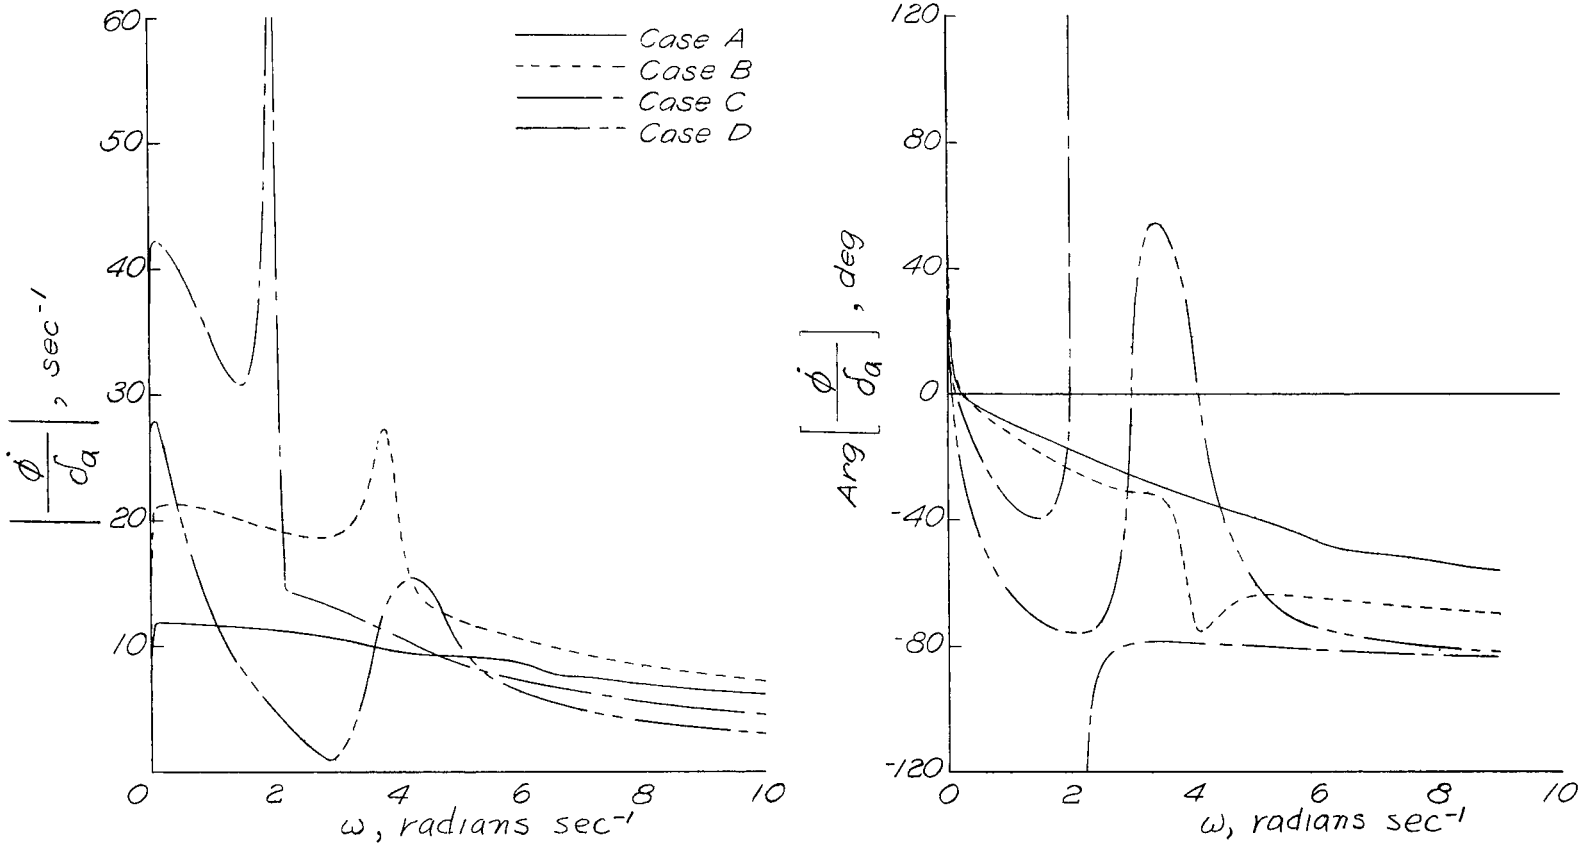 60
50
40
30
20
10
0 2 4 6 8 10
ω, radians sec⁻¹
|φ̇/δa|, sec⁻¹
Case A
Case B
Case C
Case D
120
80
40
0
-40
-80
-120
0 2 4 6 8 10
ω, radians sec⁻¹
Arg[φ̇/δa], deg